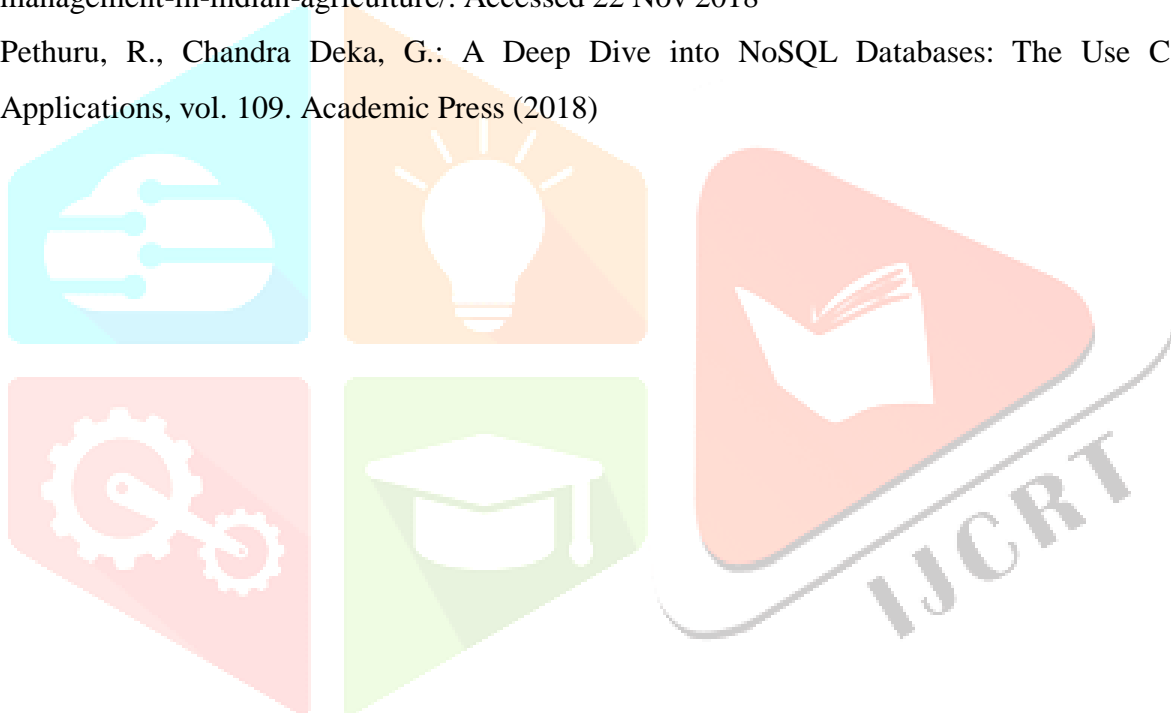 management-in-indian-agriculture/. Accessed 22 Nov 2018
Pethuru, R., Chandra Deka, G.: A Deep Dive into NoSQL Databases: The Use C
Applications, vol. 109. Academic Press (2018)
IJCRT